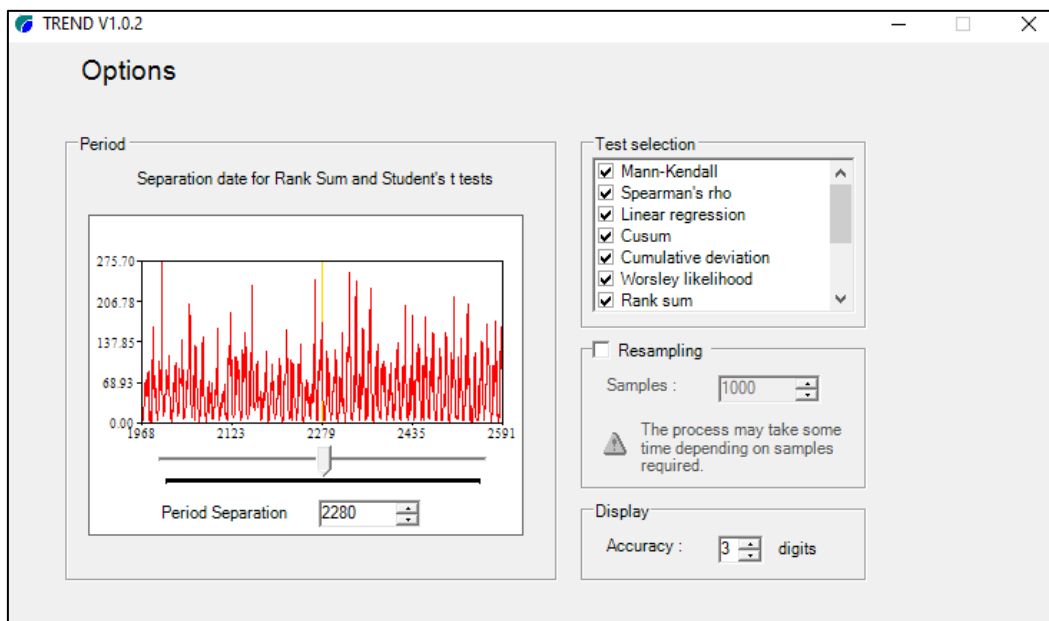 TREND V1.0.2
Options
Period
Separation date for Rank Sum and Student's t tests
275.70
206.78
137.85
68.93
0.00
1968 2123 2279 2435 2591
Period Separation 2280
Test selection
Mann-Kendall
Spearman's rho
Linear regression
Cusum
Cumulative deviation
Worsley likelihood
Rank sum
Resampling
Samples : 1000
The process may take some
time depending on samples
required.
Display
Accuracy : 3 digits